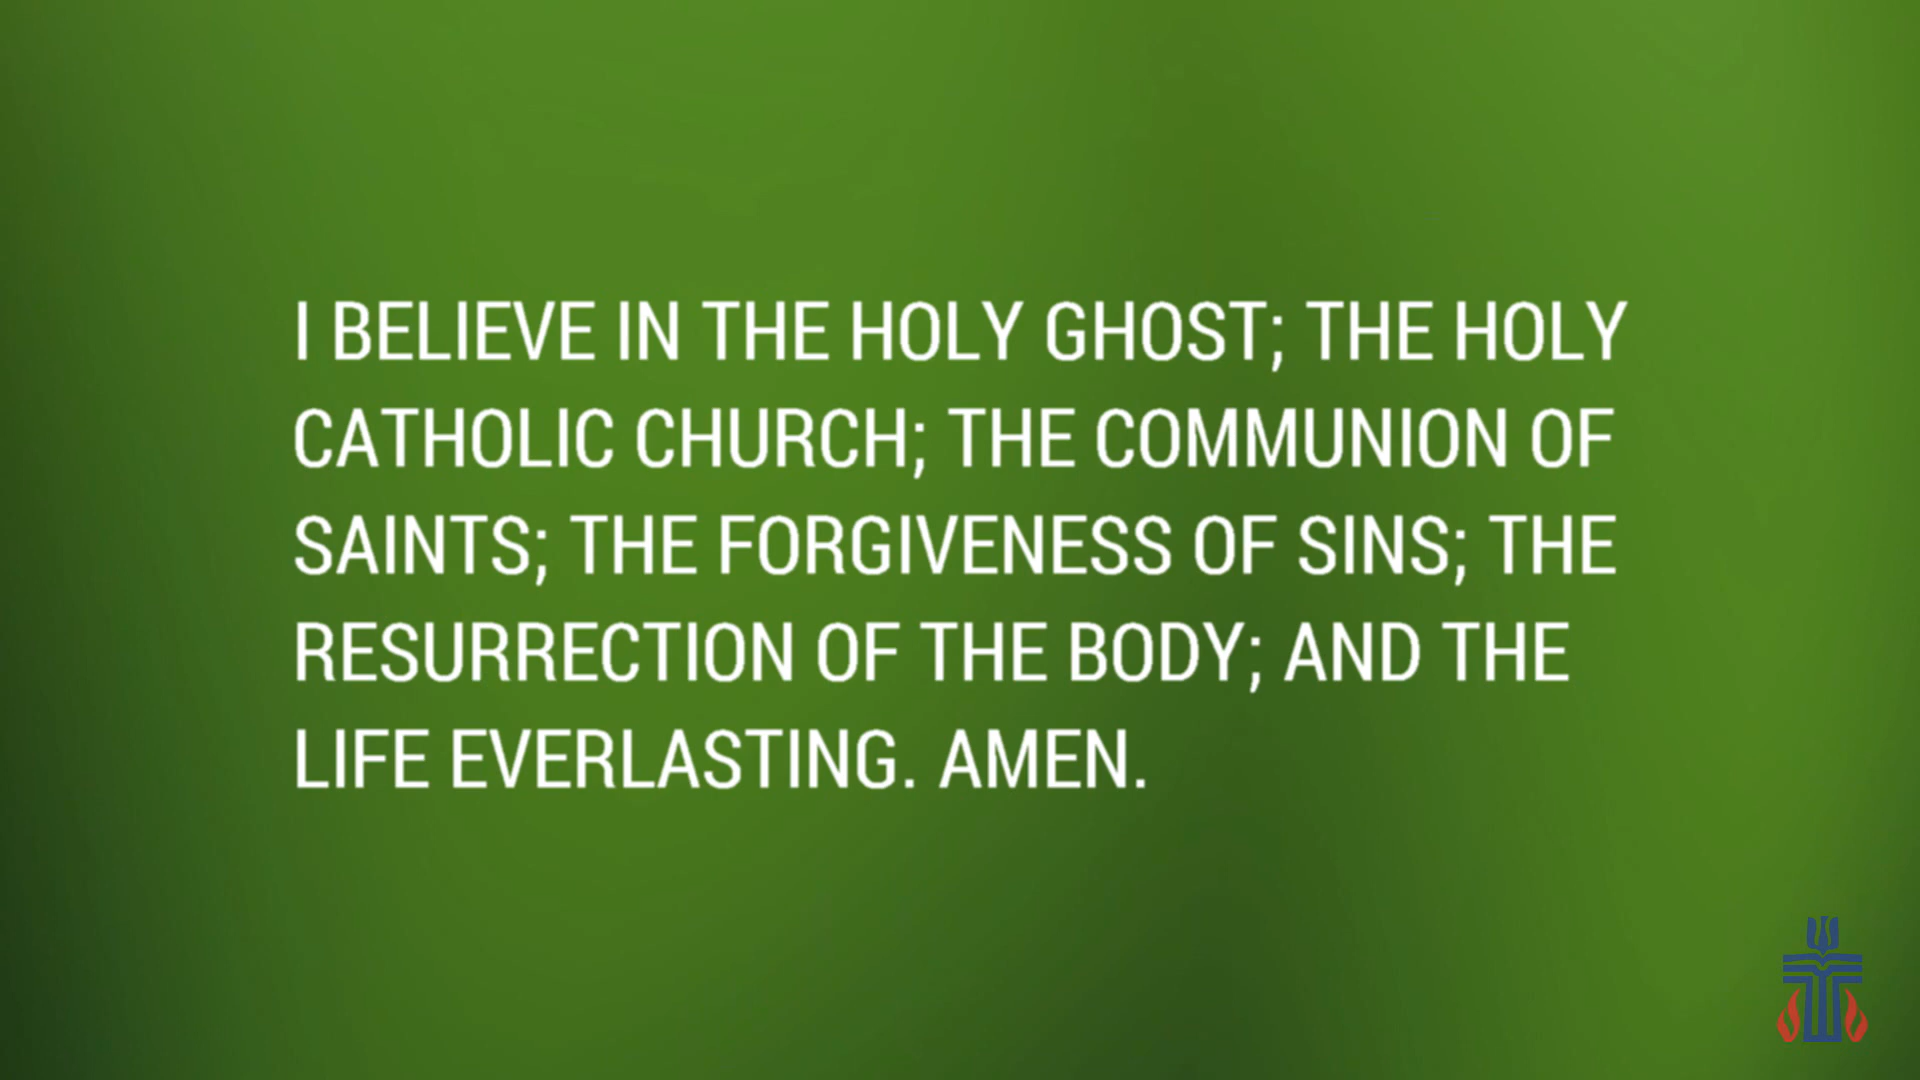 I BELIEVE IN THE HOLY GHOST; THE HOLY
CATHOLIC CHURCH; THE COMMUNION OF
SAINTS; THE FORGIVENESS OF SINS; THE
RESURRECTION OF THE BODY; AND THE
LIFE EVERLASTING. AMEN.